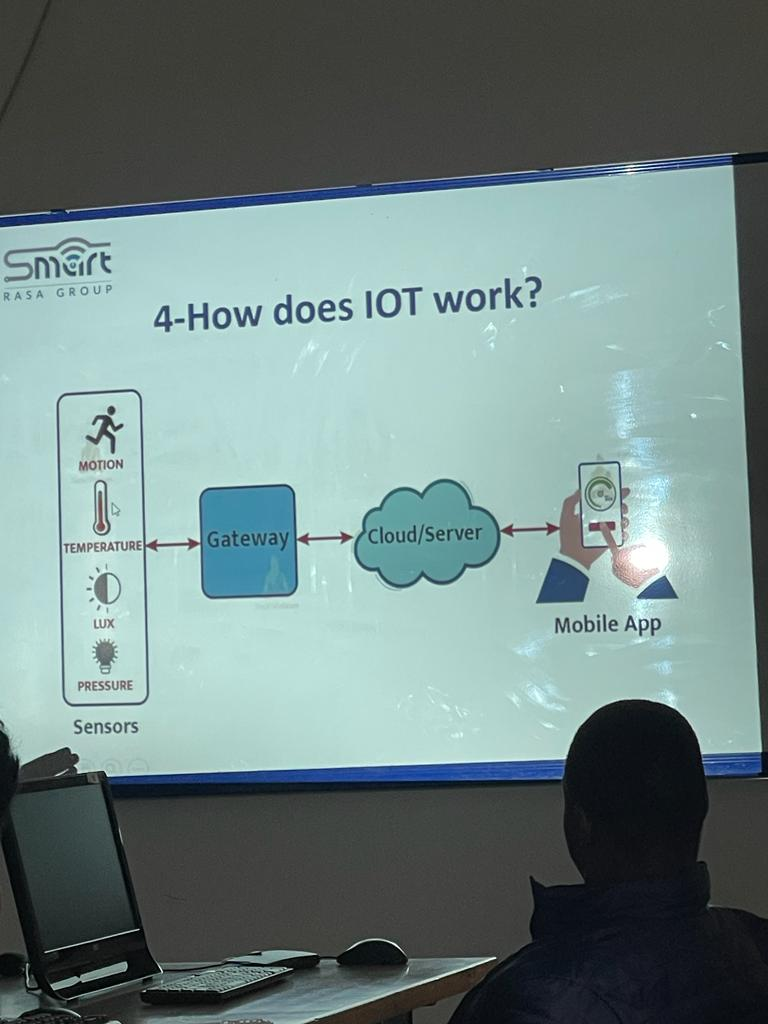 Smart
RASA GROUP
4-How does IOT work?
MOTION
TEMPERATURE
LUX
PRESSURE
Sensors
Gateway
Cloud/Server
Mobile App